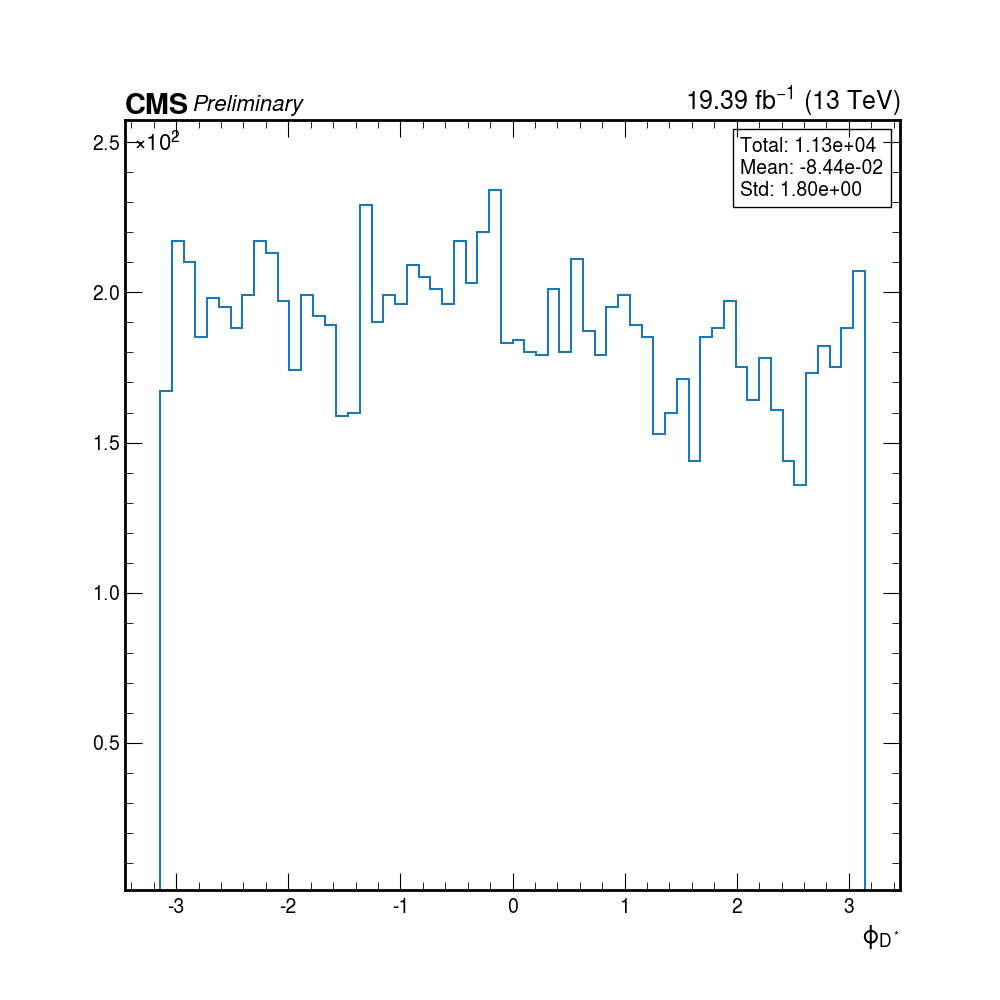 CMS Preliminary 19.39 fb⁻¹ (13 TeV)
×10²
Total: 1.13e+04
Mean: -8.44e-02
Std: 1.80e+00
2.5
2.0
1.5
1.0
0.5
-3 -2 -1 0 1 2 3
ϕD*